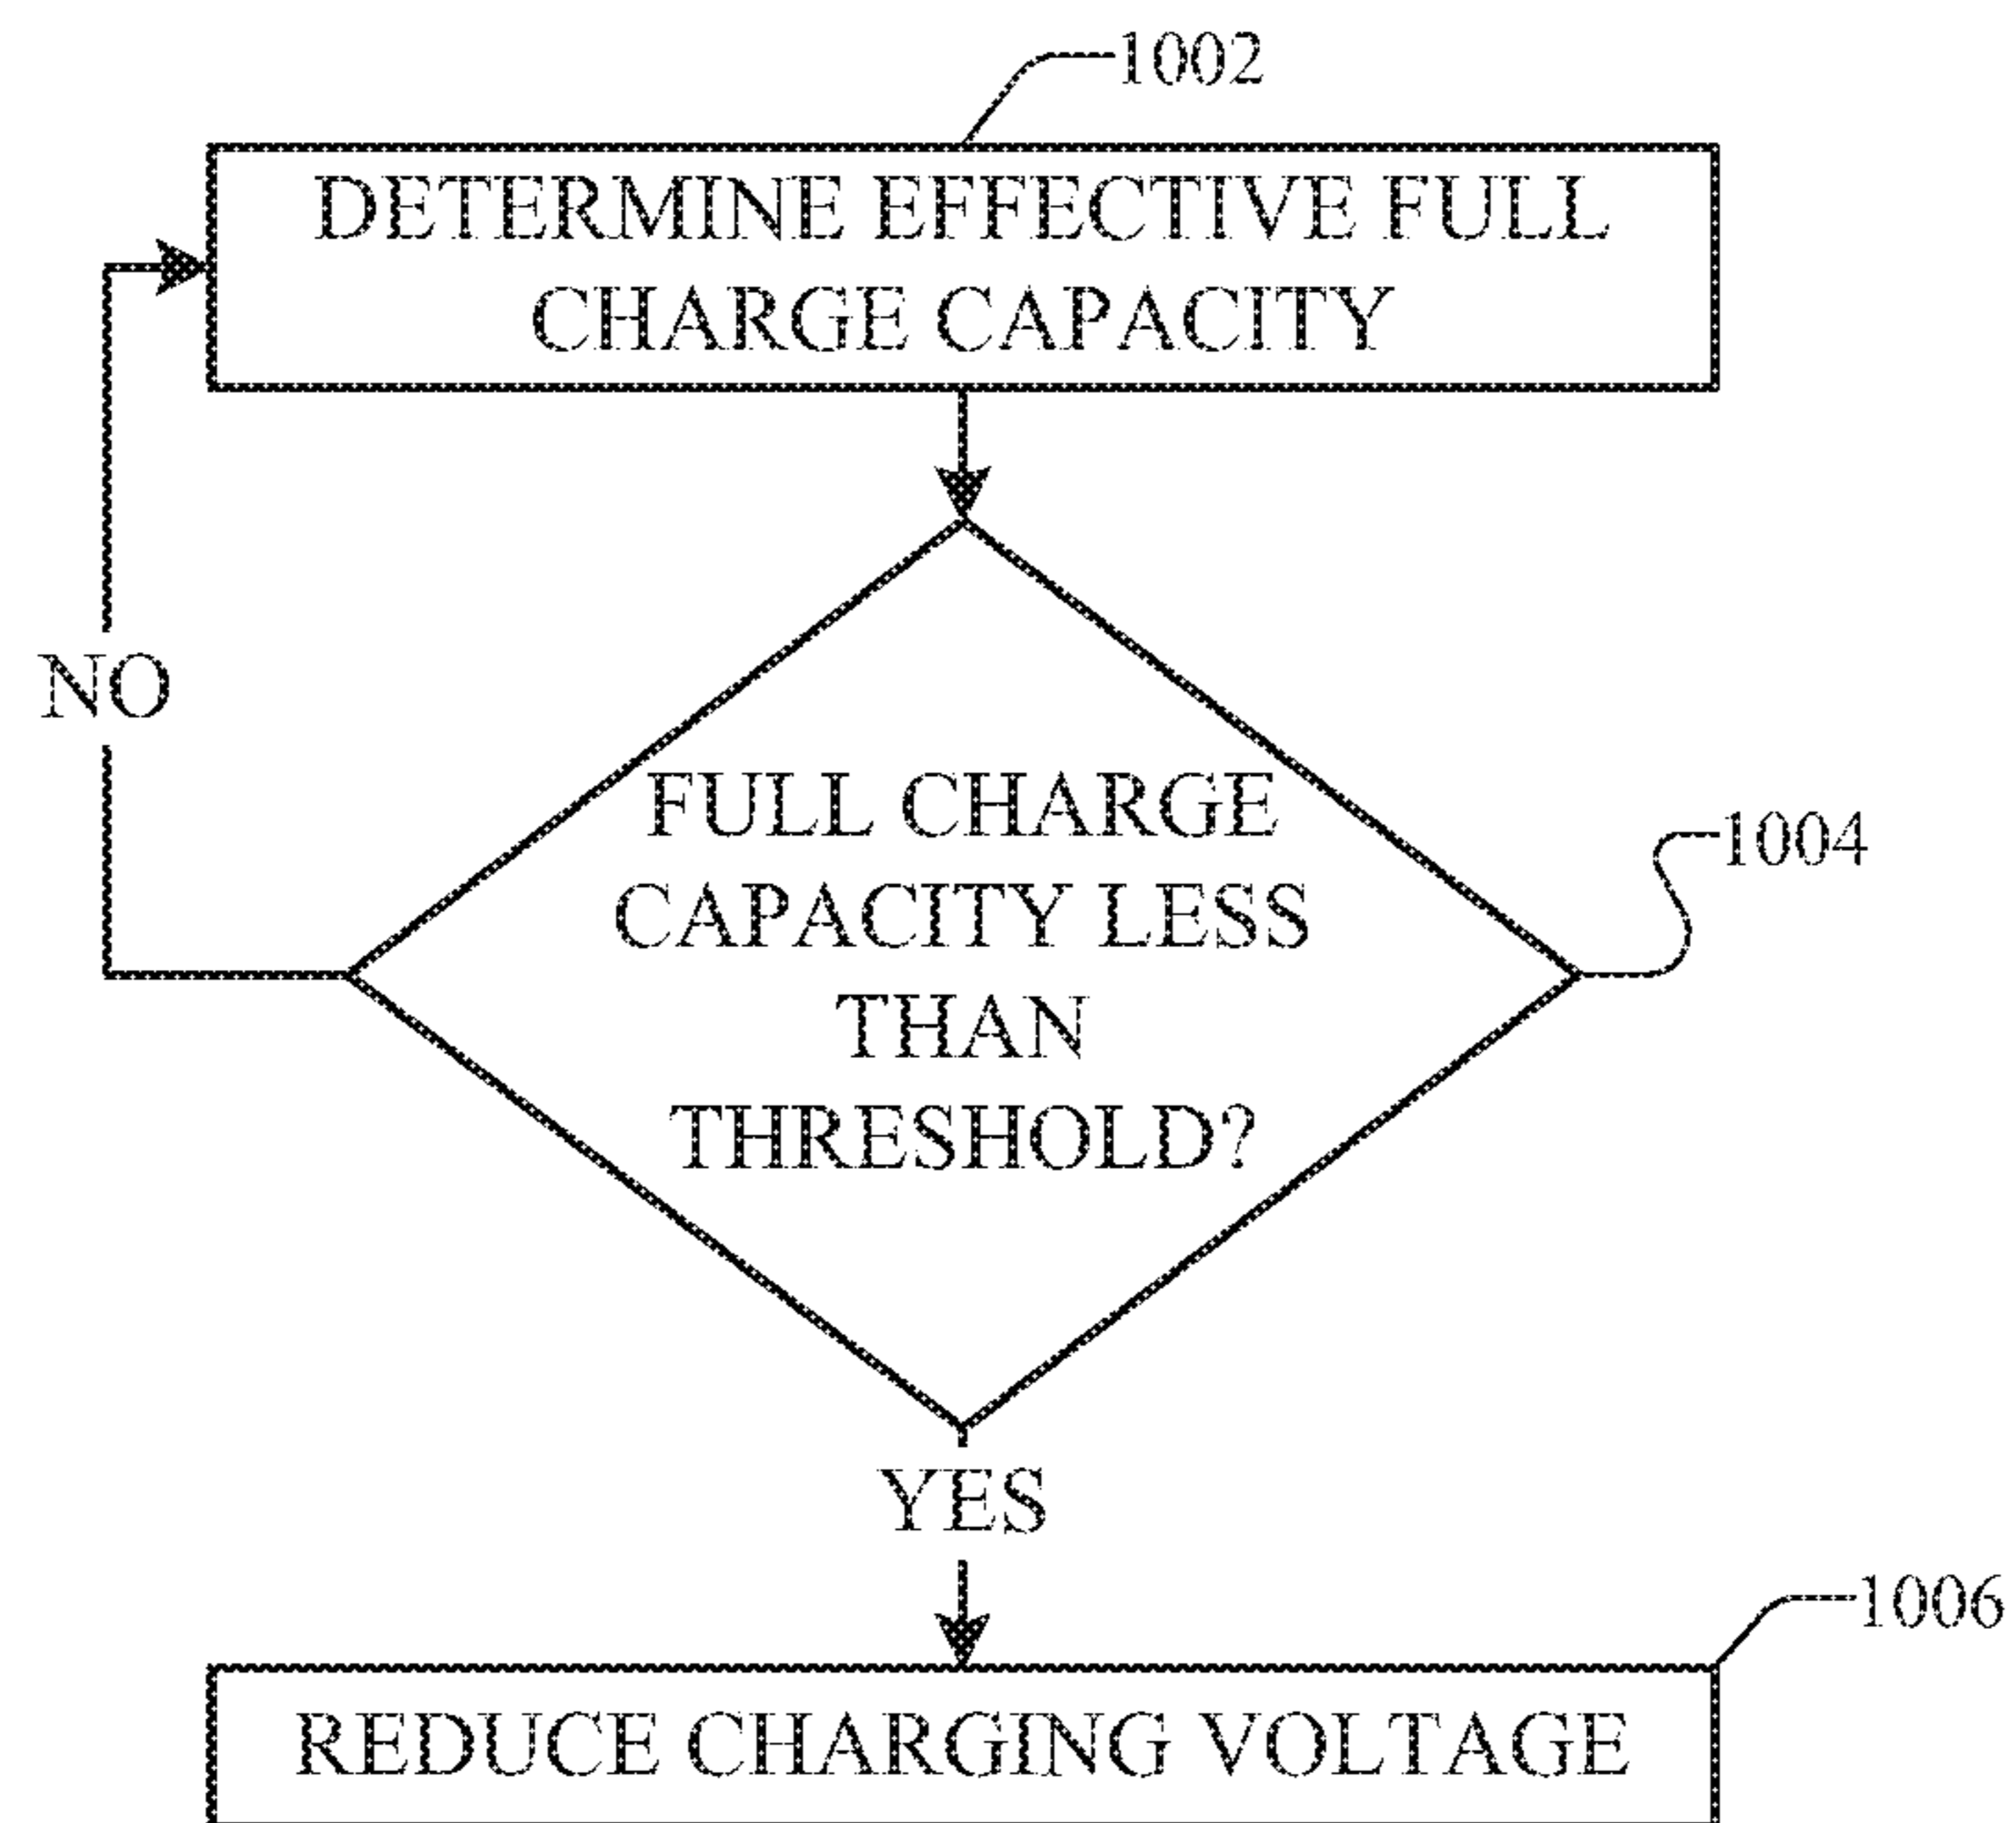 1002
DETERMINE EFFECTIVE FULL
CHARGE CAPACITY
NO
FULL CHARGE
CAPACITY LESS
THAN
THRESHOLD?
1004
YES
1006
REDUCE CHARGING VOLTAGE